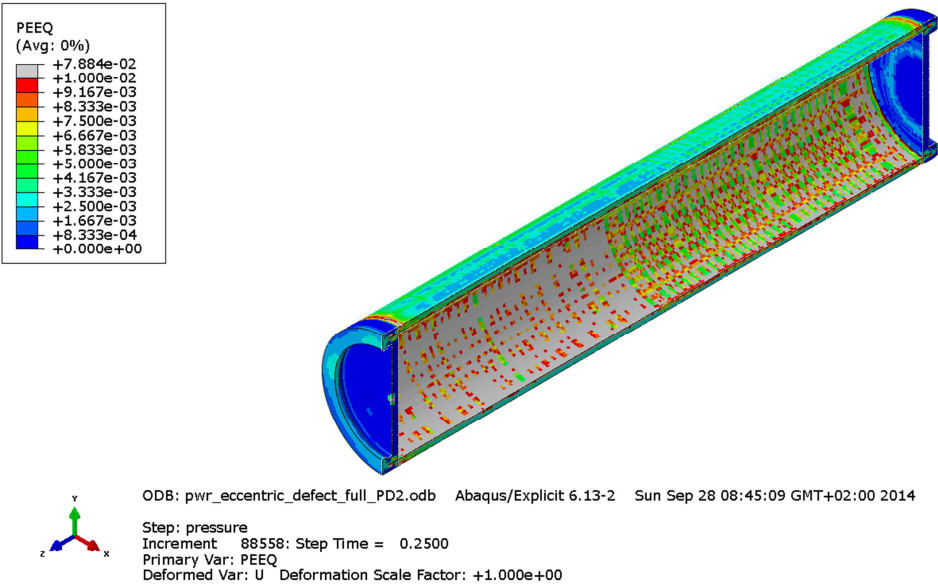 PEEQ
(Avg: 0%)
+7.884e-02
+1.000e-02
+9.167e-03
+8.333e-03
+7.500e-03
+6.667e-03
+5.833e-03
+5.000e-03
+4.167e-03
+3.333e-03
+2.500e-03
+1.667e-03
+8.333e-04
+0.000e+00
ODB: pwr_eccentric_defect_full_PD2.odb Abaqus/Explicit 6.13-2 Sun Sep 28 08:45:09 GMT+02:00 2014
Y
Z X
Step: pressure
Increment 88558: Step Time = 0.2500
Primary Var: PEEQ
Deformed Var: U Deformation Scale Factor: +1.000e+00